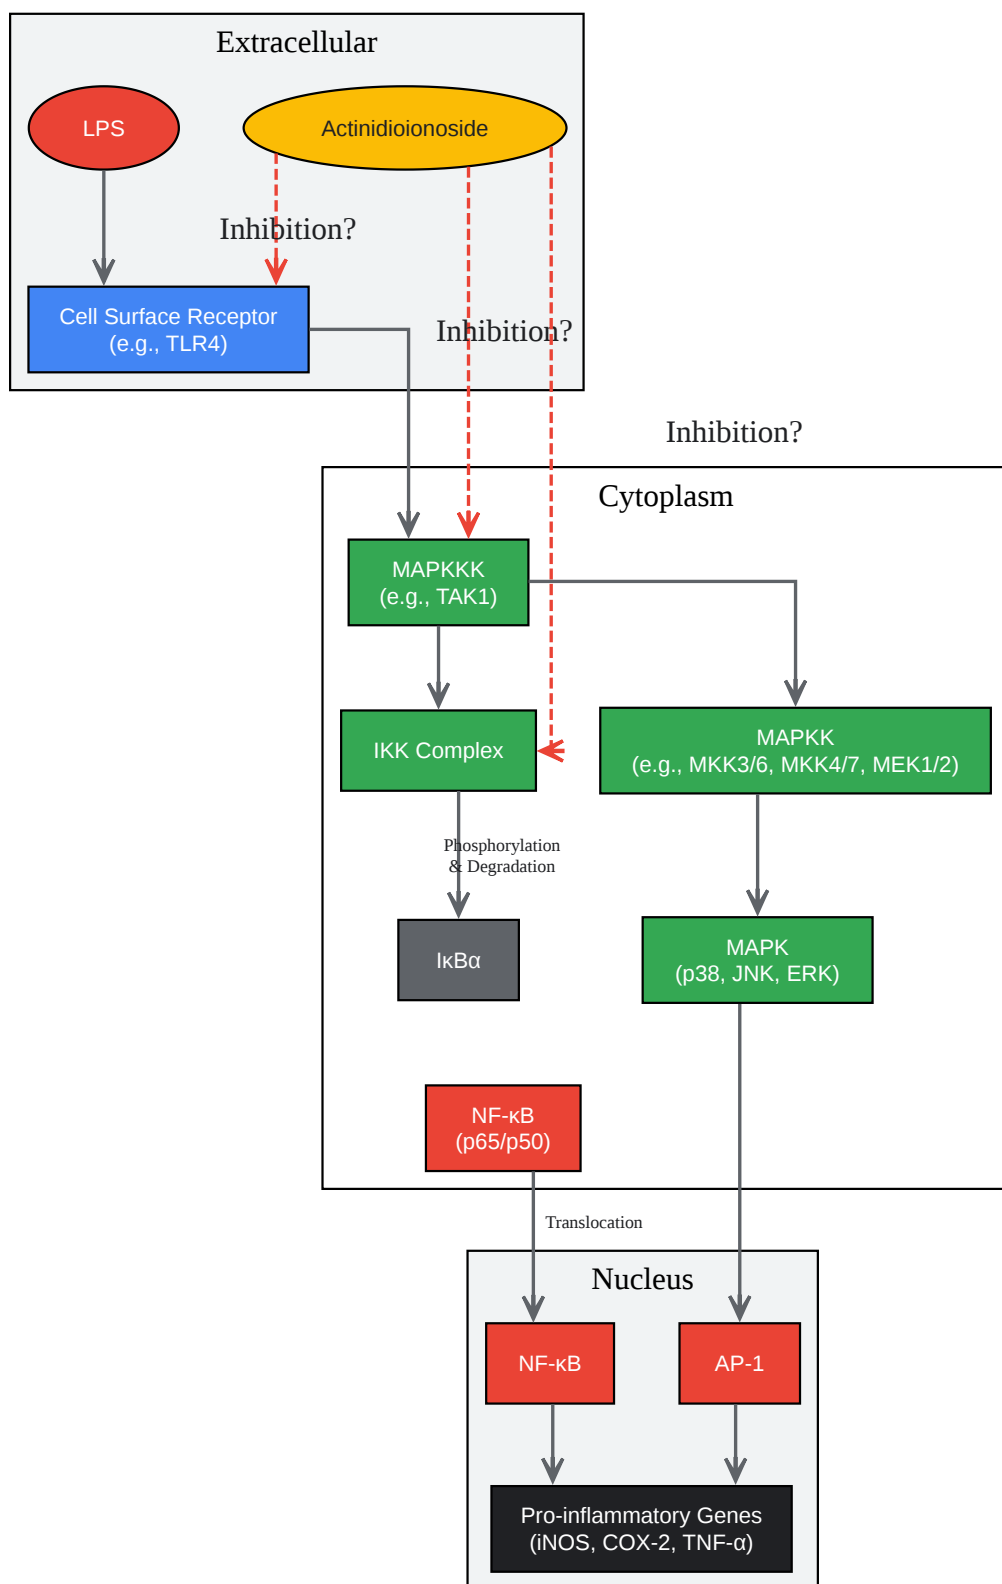 Extracellular
LPS
Actinidioionoside
Inhibition?
Cell Surface Receptor
(e.g., TLR4)
Inhibition?
Inhibition?
Cytoplasm
MAPKKK
(e.g., TAK1)
IKK Complex
MAPKK
(e.g., MKK3/6, MKK4/7, MEK1/2)
Phosphorylation
& Degradation
IκBα
MAPK
(p38, JNK, ERK)
NF-κB
(p65/p50)
Translocation
Nucleus
NF-κB
AP-1
Pro-inflammatory Genes
(iNOS, COX-2, TNF-α)